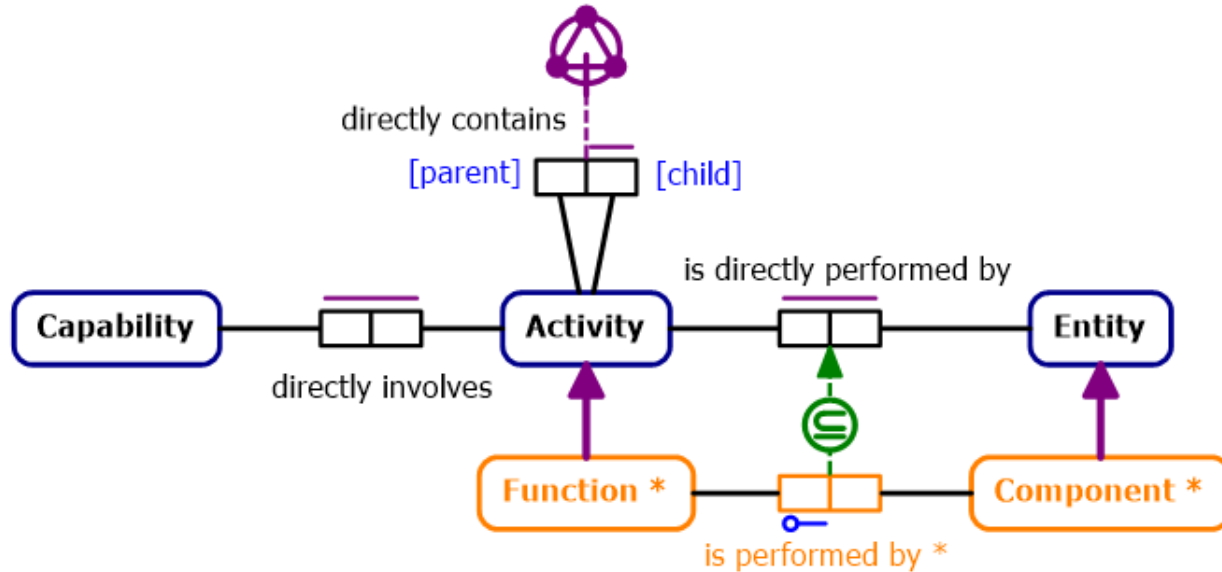 directly contains
[parent] [child]
is directly performed by
Capability Activity Entity
directly involves
Function * Component *
is performed by *